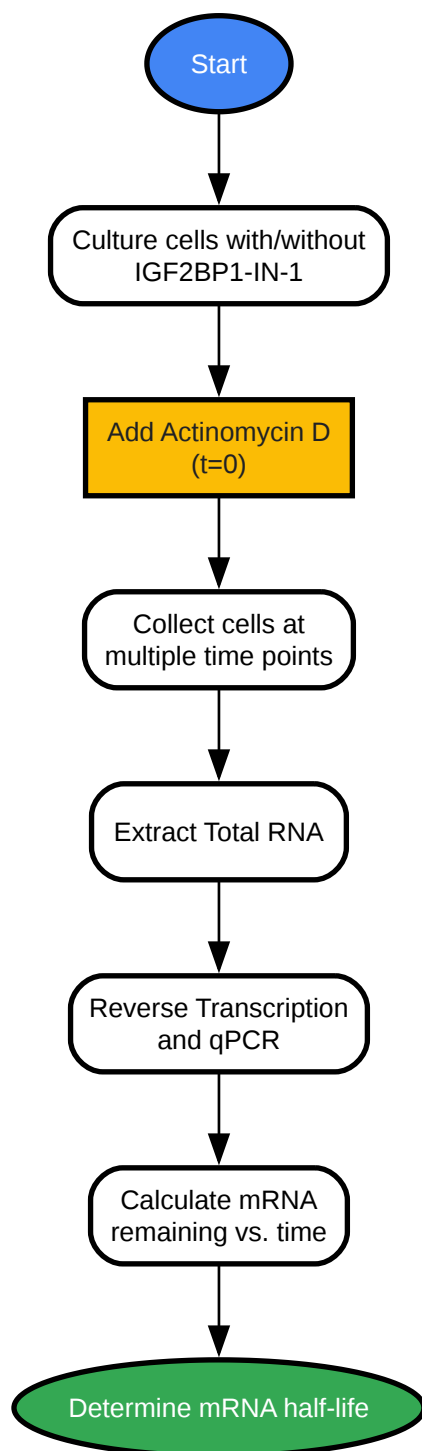 Start
Culture cells with/without
IGF2BP1-IN-1
Add Actinomycin D
(t=0)
Collect cells at
multiple time points
Extract Total RNA
Reverse Transcription
and qPCR
Calculate mRNA
remaining vs. time
Determine mRNA half-life